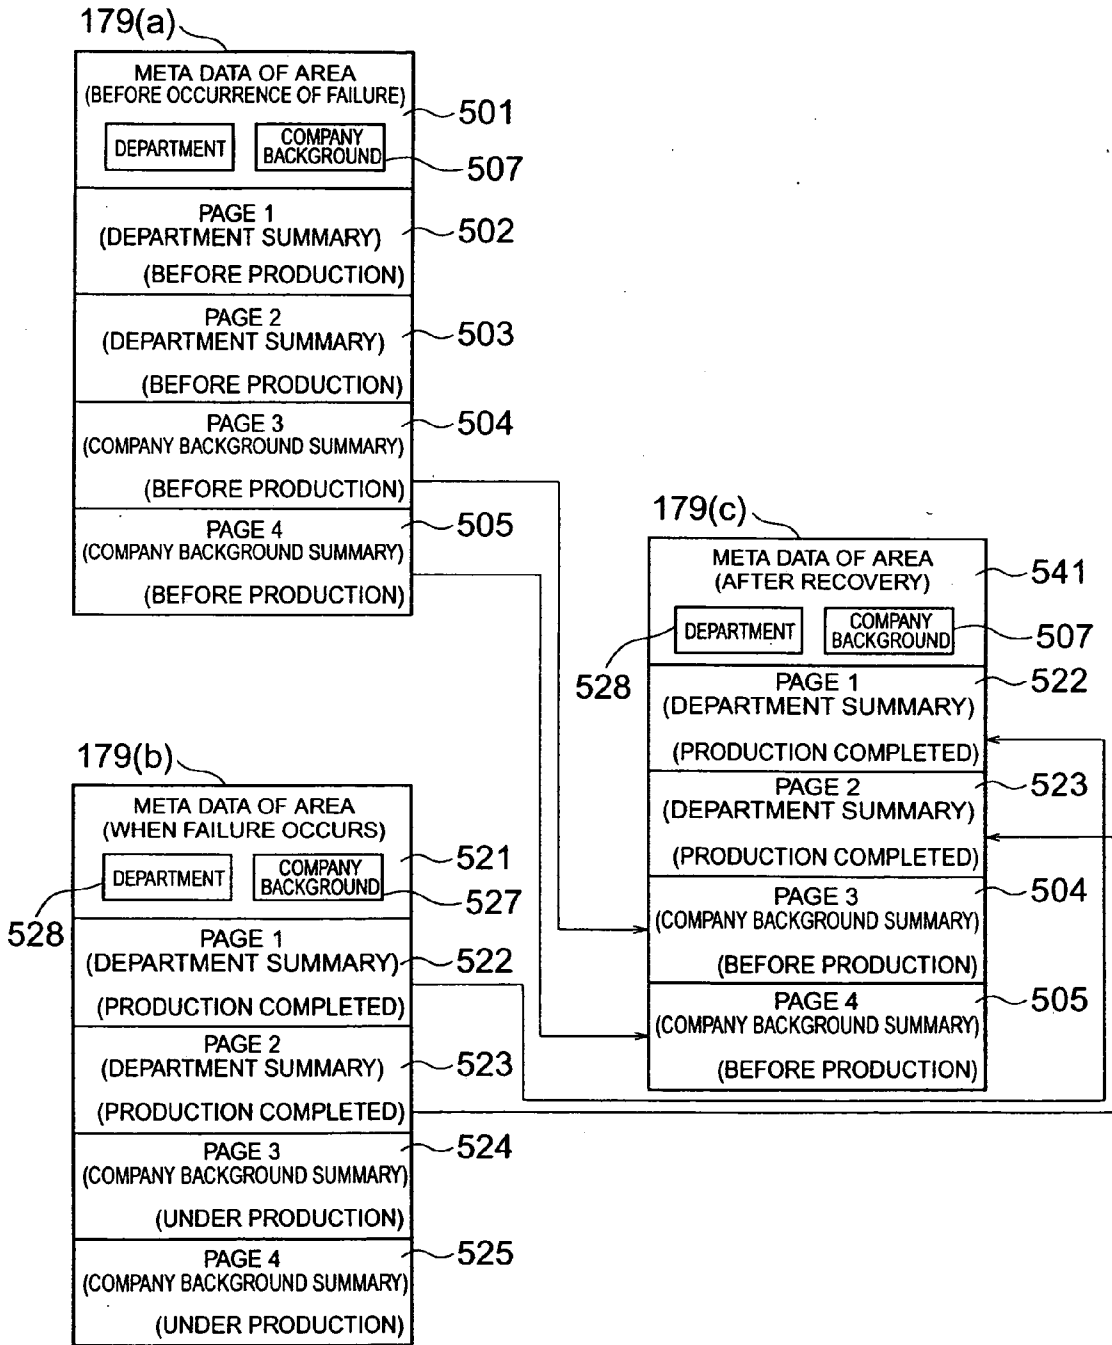 179(a)
META DATA OF AREA
(BEFORE OCCURRENCE OF FAILURE)
501
DEPARTMENT
COMPANY
BACKGROUND
507
PAGE 1
(DEPARTMENT SUMMARY)
502
(BEFORE PRODUCTION)
PAGE 2
(DEPARTMENT SUMMARY)
503
(BEFORE PRODUCTION)
PAGE 3
(COMPANY BACKGROUND SUMMARY)
504
(BEFORE PRODUCTION)
PAGE 4
(COMPANY BACKGROUND SUMMARY)
505
(BEFORE PRODUCTION)
179(b)
META DATA OF AREA
(WHEN FAILURE OCCURS)
521
DEPARTMENT
COMPANY
BACKGROUND
527
528
PAGE 1
(DEPARTMENT SUMMARY)
522
(PRODUCTION COMPLETED)
PAGE 2
(DEPARTMENT SUMMARY)
523
(PRODUCTION COMPLETED)
PAGE 3
(COMPANY BACKGROUND SUMMARY)
524
(UNDER PRODUCTION)
PAGE 4
(COMPANY BACKGROUND SUMMARY)
525
(UNDER PRODUCTION)
179(c)
META DATA OF AREA
(AFTER RECOVERY)
541
DEPARTMENT
COMPANY
BACKGROUND
507
528
PAGE 1
(DEPARTMENT SUMMARY)
522
(PRODUCTION COMPLETED)
PAGE 2
(DEPARTMENT SUMMARY)
523
(PRODUCTION COMPLETED)
PAGE 3
(COMPANY BACKGROUND SUMMARY)
504
(BEFORE PRODUCTION)
PAGE 4
(COMPANY BACKGROUND SUMMARY)
505
(BEFORE PRODUCTION)